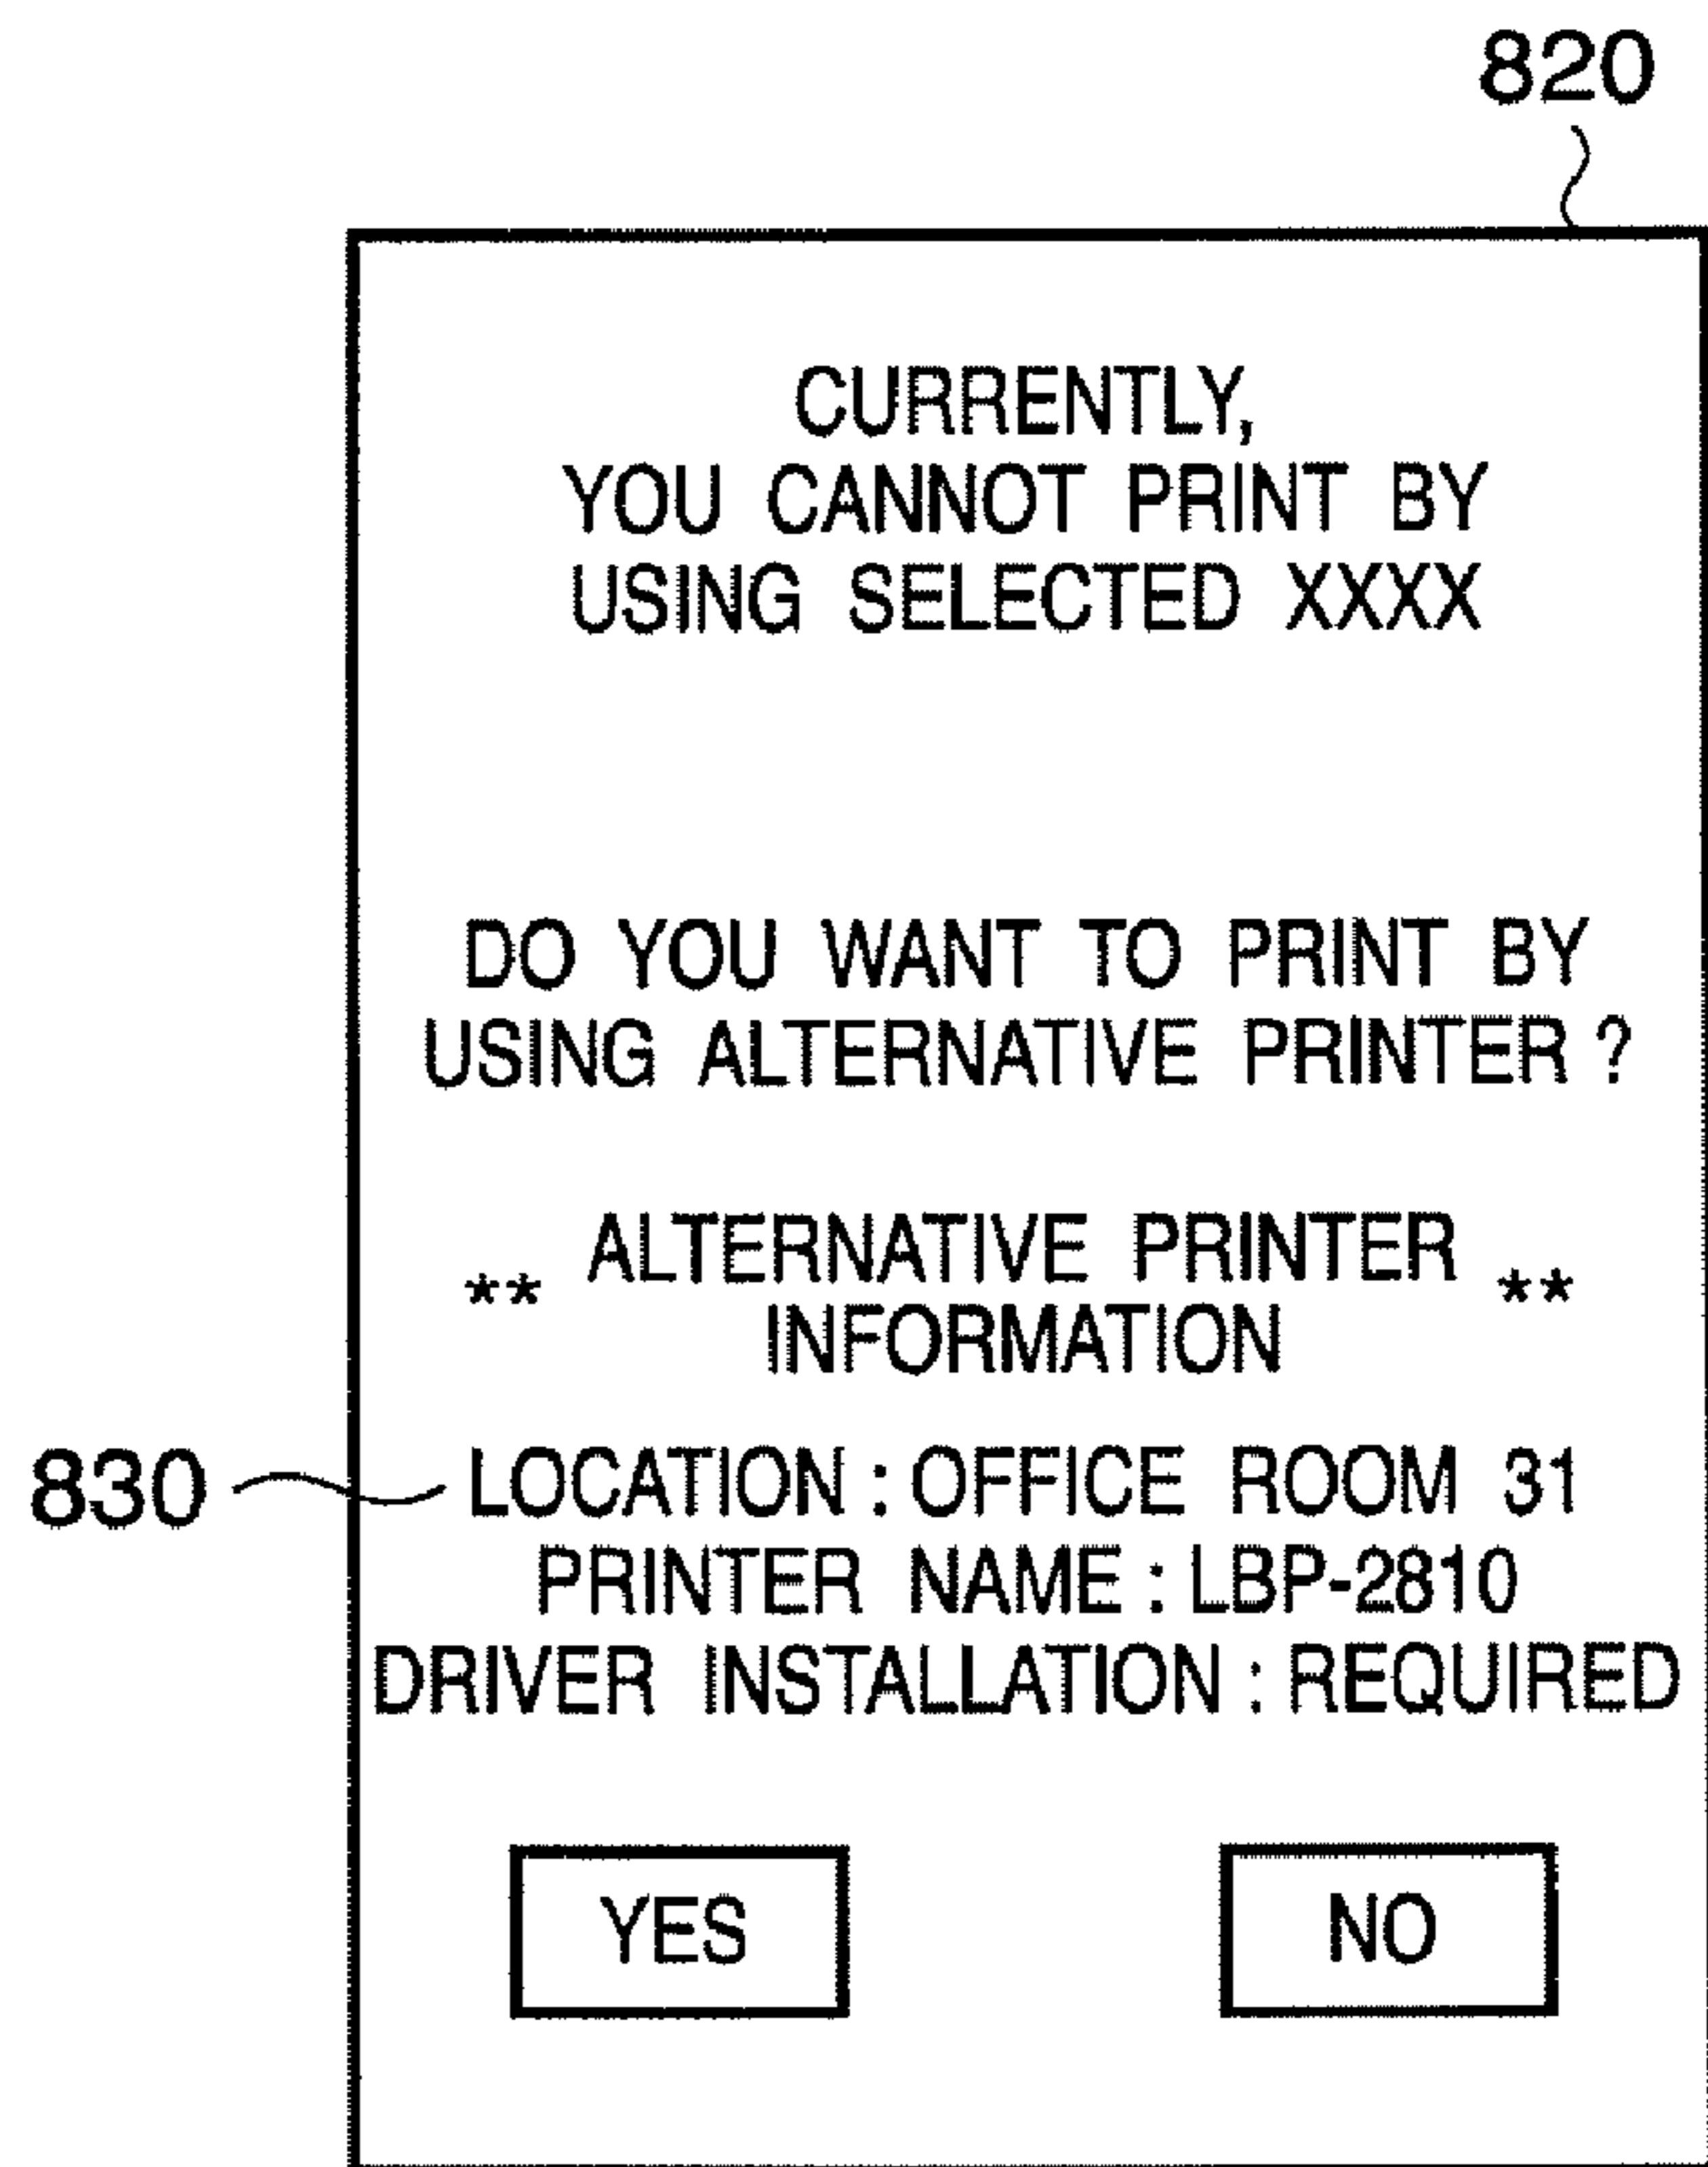 820
CURRENTLY,
YOU CANNOT PRINT BY
USING SELECTED XXXX
DO YOU WANT TO PRINT BY
USING ALTERNATIVE PRINTER ?
** ALTERNATIVE PRINTER **
INFORMATION
830 LOCATION : OFFICE ROOM 31
PRINTER NAME : LBP-2810
DRIVER INSTALLATION : REQUIRED
YES NO